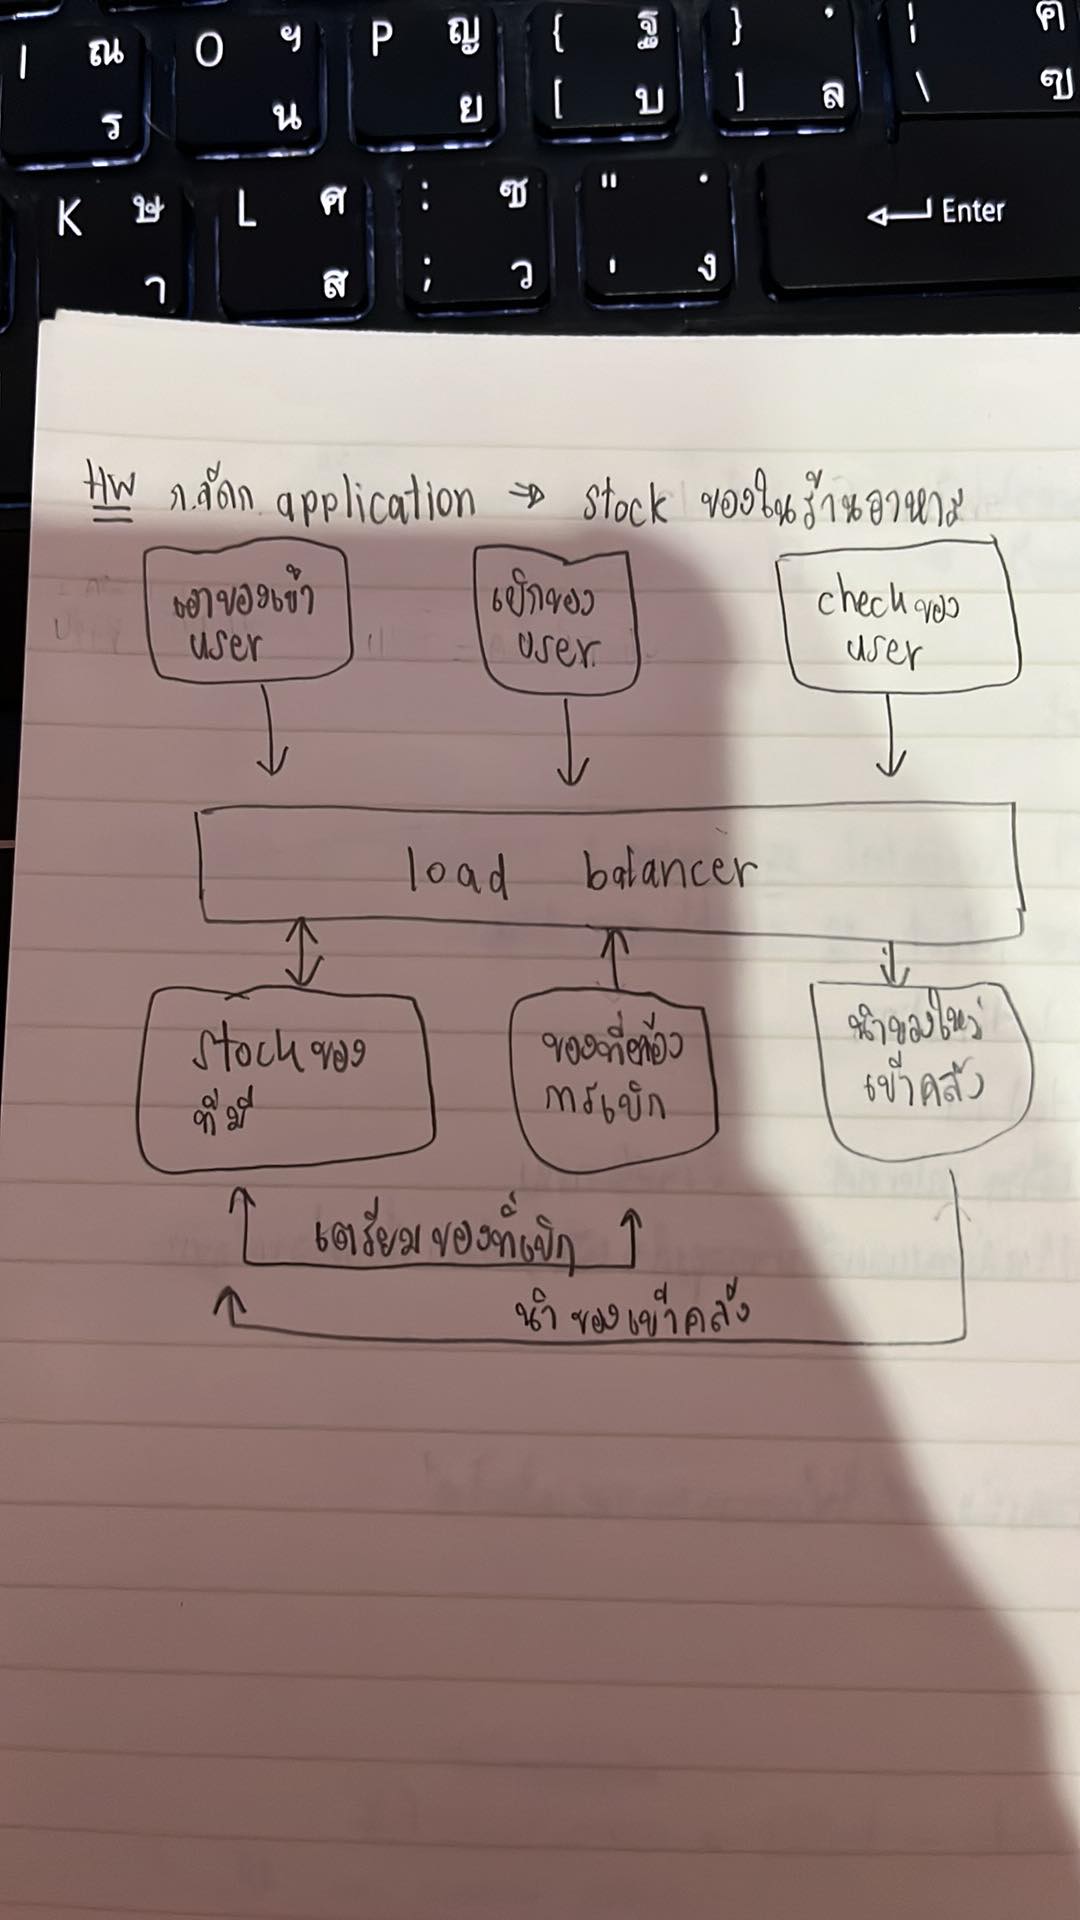 I ณ ร
O ฯ น
P ญ ย
{ ฐ [ บ
} ] ล
| \ ฅ ฃ
K ษ า
L ศ ส
: ซ ; ว
" ' ง
Enter
HW application ⇒ stock ของในร้านอาหาร
เอาของเข้า
user
เบิกของ
user
check ของ
user
load balancer
stock ของ
ที่มี
ของที่ต้อง
การเบิก
นำของใหม่
เข้าคลัง
เตรียมของที่เบิก
นำของเข้าคลัง